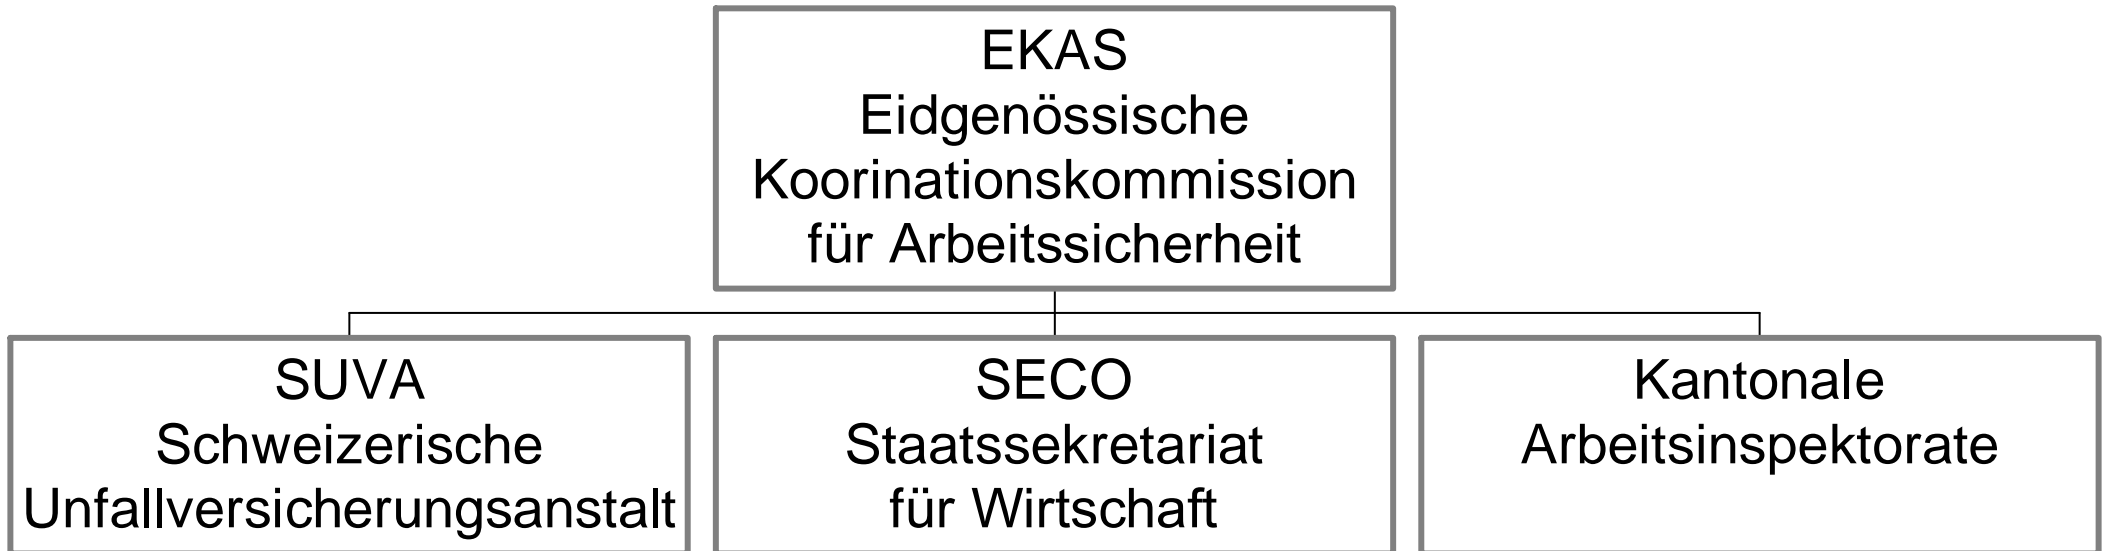 EKAS
Eidgenössische
Koorinationskommission
für Arbeitssicherheit
SUVA
Schweizerische
Unfallversicherungsanstalt
SECO
Staatssekretariat
für Wirtschaft
Kantonale
Arbeitsinspektorate